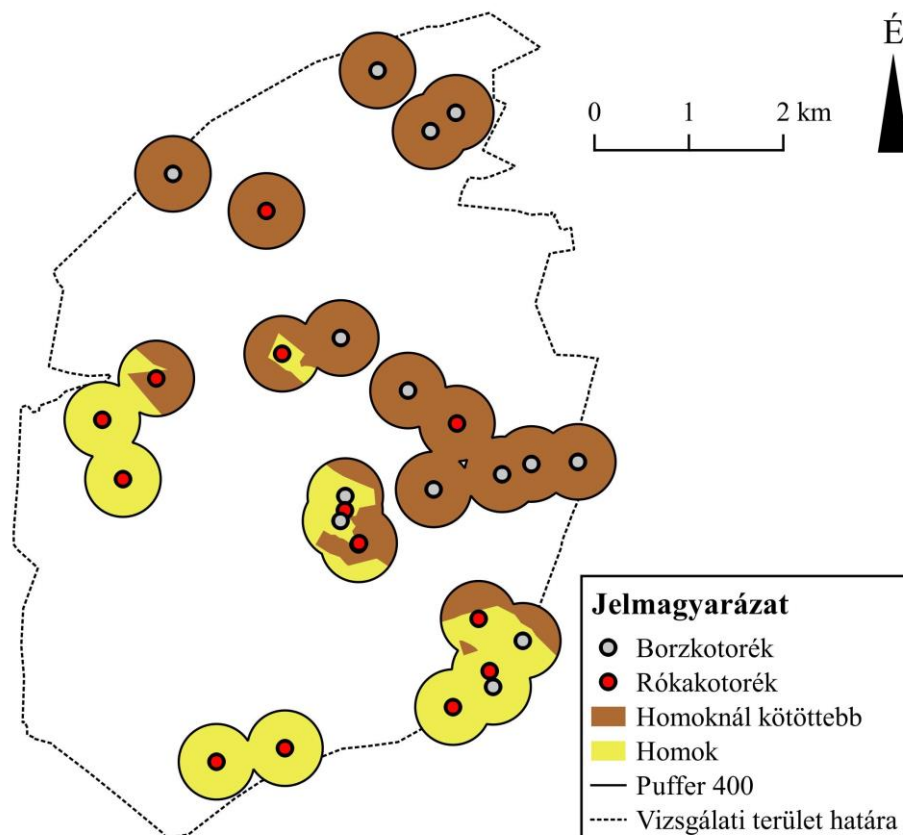 É
0 1 2 km
Jelmagyarázat
Borzkotorék
Rókakotorék
Homoknál kötöttebb
Homok
Puffer 400
Vizsgálati terület határa